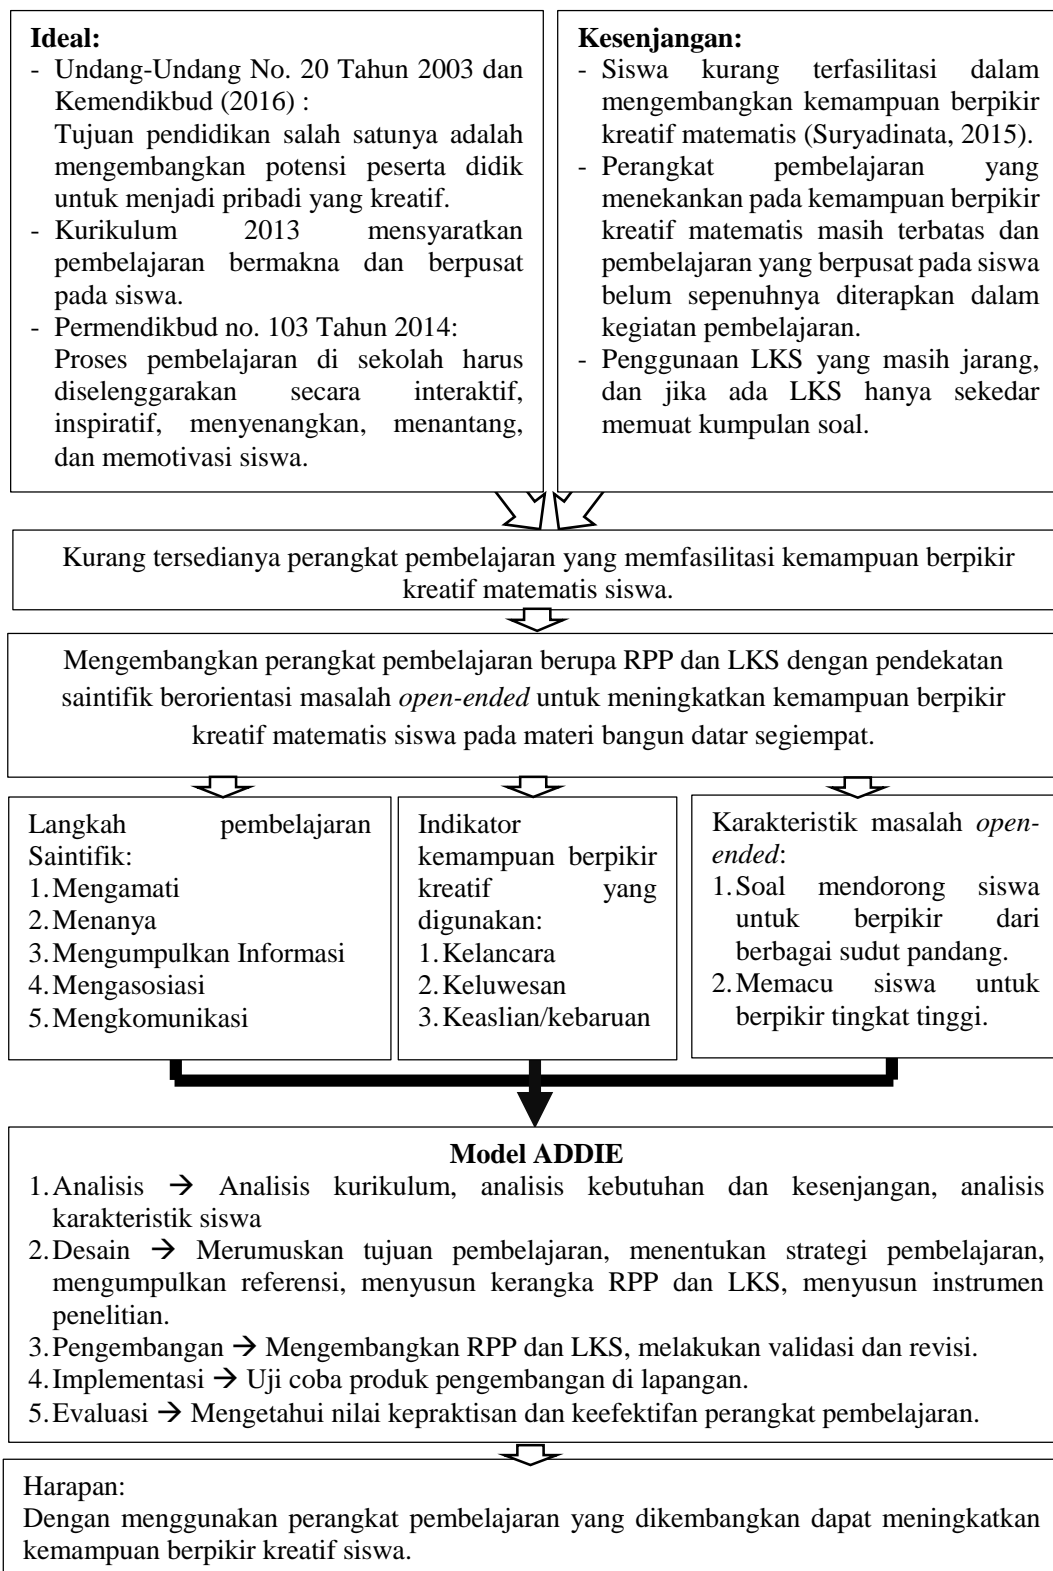 Ideal:
- Undang-Undang No. 20 Tahun 2003 dan
Kemendikbud (2016) :
Tujuan pendidikan salah satunya adalah
mengembangkan potensi peserta didik
untuk menjadi pribadi yang kreatif.
- Kurikulum 2013 mensyaratkan
pembelajaran bermakna dan berpusat
pada siswa.
- Permendikbud no. 103 Tahun 2014:
Proses pembelajaran di sekolah harus
diselenggarakan secara interaktif,
inspiratif, menyenangkan, menantang,
dan memotivasi siswa.
Kesenjangan:
- Siswa kurang terfasilitasi dalam
mengembangkan kemampuan berpikir
kreatif matematis (Suryadinata, 2015).
- Perangkat pembelajaran yang
menekankan pada kemampuan berpikir
kreatif matematis masih terbatas dan
pembelajaran yang berpusat pada siswa
belum sepenuhnya diterapkan dalam
kegiatan pembelajaran.
- Penggunaan LKS yang masih jarang,
dan jika ada LKS hanya sekedar
memuat kumpulan soal.
Kurang tersedianya perangkat pembelajaran yang memfasilitasi kemampuan berpikir
kreatif matematis siswa.
Mengembangkan perangkat pembelajaran berupa RPP dan LKS dengan pendekatan
saintifik berorientasi masalah open-ended untuk meningkatkan kemampuan berpikir
kreatif matematis siswa pada materi bangun datar segiempat.
Langkah pembelajaran
Saintifik:
1. Mengamati
2. Menanya
3. Mengumpulkan Informasi
4. Mengasosiasi
5. Mengkomunikasi
Indikator
kemampuan berpikir
kreatif yang
digunakan:
1. Kelancara
2. Keluwesan
3. Keaslian/kebaruan
Karakteristik masalah open-
ended:
1. Soal mendorong siswa
untuk berpikir dari
berbagai sudut pandang.
2. Memacu siswa untuk
berpikir tingkat tinggi.
Model ADDIE
1. Analisis → Analisis kurikulum, analisis kebutuhan dan kesenjangan, analisis
karakteristik siswa
2. Desain → Merumuskan tujuan pembelajaran, menentukan strategi pembelajaran,
mengumpulkan referensi, menyusun kerangka RPP dan LKS, menyusun instrumen
penelitian.
3. Pengembangan → Mengembangkan RPP dan LKS, melakukan validasi dan revisi.
4. Implementasi → Uji coba produk pengembangan di lapangan.
5. Evaluasi → Mengetahui nilai kepraktisan dan keefektifan perangkat pembelajaran.
Harapan:
Dengan menggunakan perangkat pembelajaran yang dikembangkan dapat meningkatkan
kemampuan berpikir kreatif siswa.